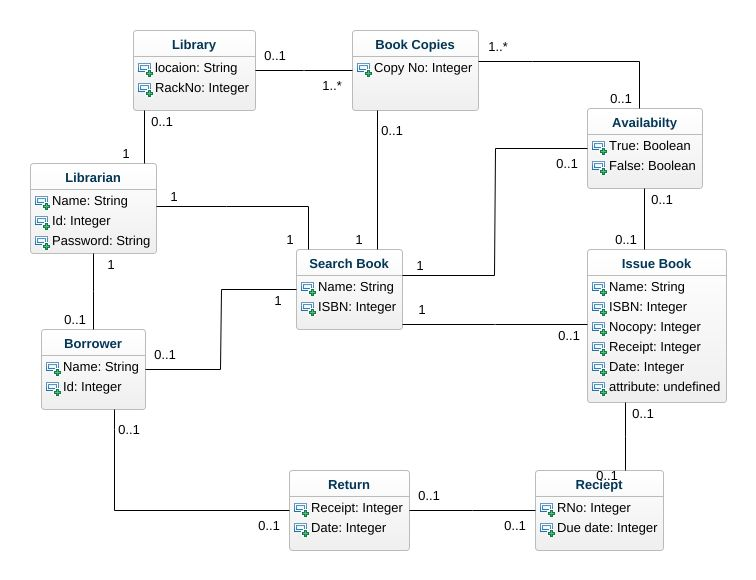 Library
locaion: String
RackNo: Integer
0..1
1..*
Book Copies
Copy No: Integer
1..*
0..1
Availabilty
True: Boolean
False: Boolean
0..1
1
0..1
1
0..1
0..1
0..1
Librarian
Name: String
Id: Integer
Password: String
1
1
1
0..1
Search Book
Name: String
ISBN: Integer
1
1
1
0..1
Issue Book
Name: String
ISBN: Integer
Nocopy: Integer
Receipt: Integer
Date: Integer
attribute: undefined
Borrower
Name: String
Id: Integer
0..1
0..1
0..1
0..1
Return
Receipt: Integer
Date: Integer
0..1
0..1
0..1
Reciept
RNo: Integer
Due date: Integer